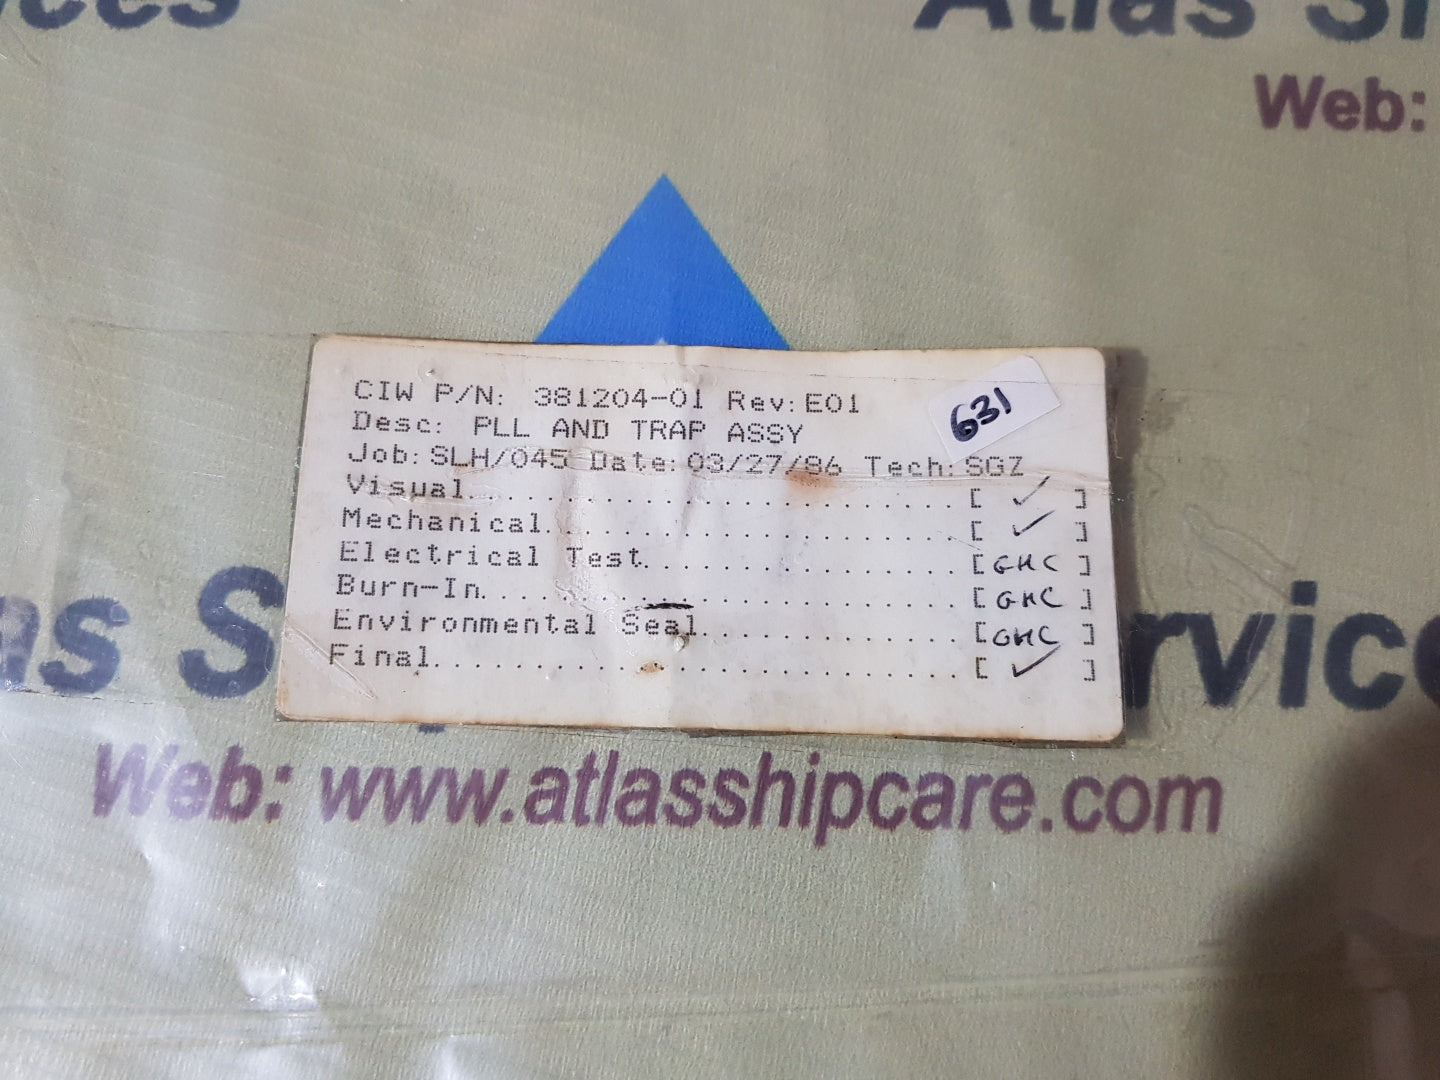 Atlas
Web:
CIW P/N: 381204-01 Rev:E01
631
Desc: PLL AND TRAP ASSY
Job:SLH/045 Date:03/27/86 Tech:SGZ
Visual.............................[ ✓ ]
Mechanical.........................[ ✓ ]
Electrical Test....................[GHC]
Burn-In............................[GHC]
Environmental Seal.................[GHC]
Final..............................[ ✓ ]
Web: www.atlasshipcare.com